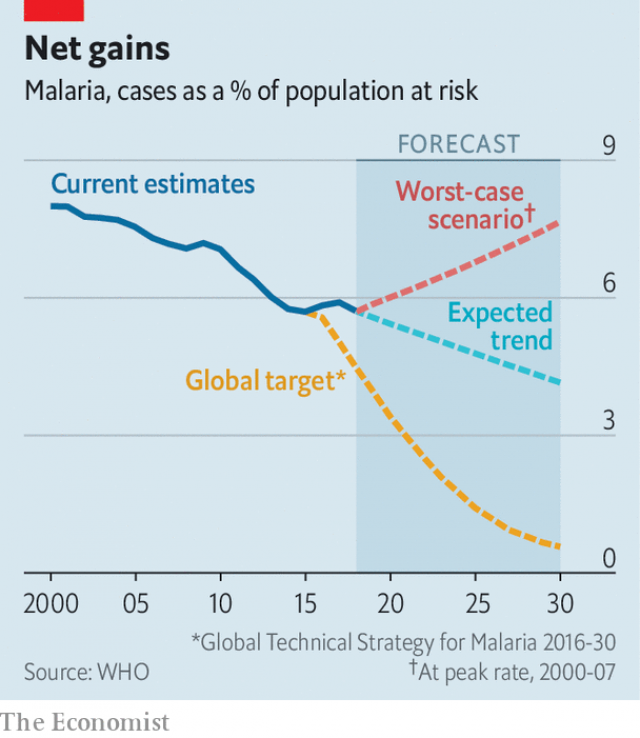 Net gains
Malaria, cases as a % of population at risk
FORECAST
9
Current estimates
Worst-case
scenario†
6
Expected
trend
Global target*
3
0
2000 05 10 15 20 25 30
*Global Technical Strategy for Malaria 2016-30
Source: WHO
†At peak rate, 2000-07
The Economist